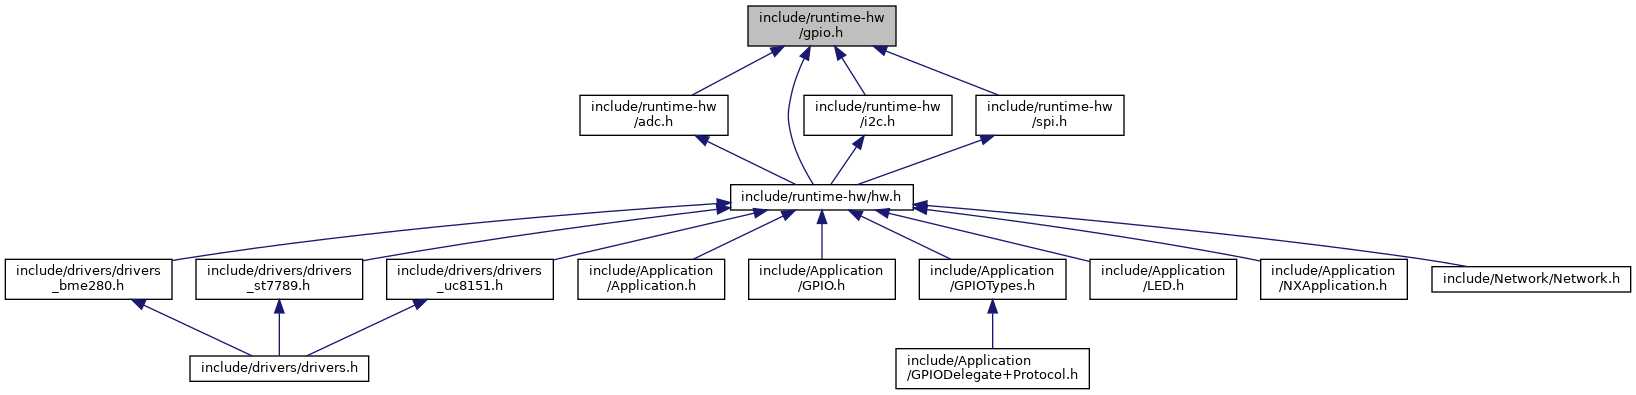 include/runtime-hw
/gpio.h
include/runtime-hw
/adc.h
include/runtime-hw
/i2c.h
include/runtime-hw
/spi.h
include/runtime-hw/hw.h
include/drivers/drivers
_bme280.h
include/drivers/drivers
_st7789.h
include/drivers/drivers
_uc8151.h
include/Application
/Application.h
include/Application
/GPIO.h
include/Application
/GPIOTypes.h
include/Application
/LED.h
include/Application
/NXApplication.h
include/Network/Network.h
include/drivers/drivers.h
include/Application
/GPIODelegate+Protocol.h